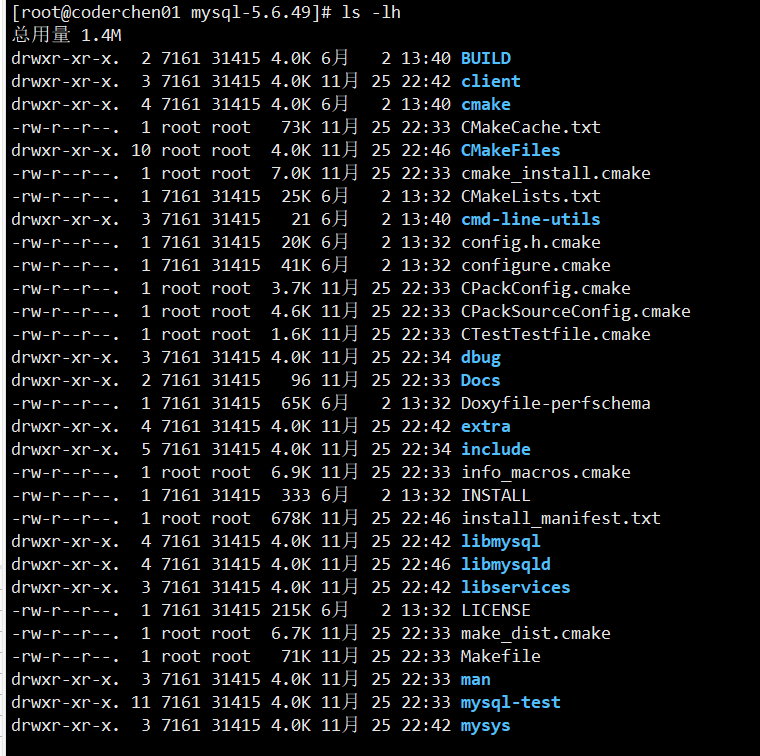 [root@coderchen01 mysql-5.6.49]# ls -lh
总用量 1.4M
drwxr-xr-x.  2 7161 31415 4.0K 6月   2 13:40 BUILD
drwxr-xr-x.  3 7161 31415 4.0K 11月 25 22:42 client
drwxr-xr-x.  4 7161 31415 4.0K 6月   2 13:40 cmake
-rw-r--r--.  1 root root   73K 11月 25 22:33 CMakeCache.txt
drwxr-xr-x. 10 root root  4.0K 11月 25 22:46 CMakeFiles
-rw-r--r--.  1 root root  7.0K 11月 25 22:33 cmake_install.cmake
-rw-r--r--.  1 7161 31415  25K 6月   2 13:32 CMakeLists.txt
drwxr-xr-x.  3 7161 31415   21 6月   2 13:40 cmd-line-utils
-rw-r--r--.  1 7161 31415  20K 6月   2 13:32 config.h.cmake
-rw-r--r--.  1 7161 31415  41K 6月   2 13:32 configure.cmake
-rw-r--r--.  1 root root  3.7K 11月 25 22:33 CPackConfig.cmake
-rw-r--r--.  1 root root  4.6K 11月 25 22:33 CPackSourceConfig.cmake
-rw-r--r--.  1 root root  1.6K 11月 25 22:33 CTestTestfile.cmake
drwxr-xr-x.  3 7161 31415 4.0K 11月 25 22:34 dbug
drwxr-xr-x.  2 7161 31415   96 11月 25 22:33 Docs
-rw-r--r--.  1 7161 31415  65K 6月   2 13:32 Doxyfile-perfschema
drwxr-xr-x.  4 7161 31415 4.0K 11月 25 22:42 extra
drwxr-xr-x.  5 7161 31415 4.0K 11月 25 22:34 include
-rw-r--r--.  1 root root  6.9K 11月 25 22:33 info_macros.cmake
-rw-r--r--.  1 7161 31415  333 6月   2 13:32 INSTALL
-rw-r--r--.  1 root root  678K 11月 25 22:46 install_manifest.txt
drwxr-xr-x.  4 7161 31415 4.0K 11月 25 22:42 libmysql
drwxr-xr-x.  4 7161 31415 4.0K 11月 25 22:46 libmysqld
drwxr-xr-x.  3 7161 31415 4.0K 11月 25 22:42 libservices
-rw-r--r--.  1 7161 31415 215K 6月   2 13:32 LICENSE
-rw-r--r--.  1 root root  6.7K 11月 25 22:33 make_dist.cmake
-rw-r--r--.  1 root root   71K 11月 25 22:33 Makefile
drwxr-xr-x.  3 7161 31415 4.0K 11月 25 22:33 man
drwxr-xr-x. 11 7161 31415 4.0K 11月 25 22:33 mysql-test
drwxr-xr-x.  3 7161 31415 4.0K 11月 25 22:42 mysys